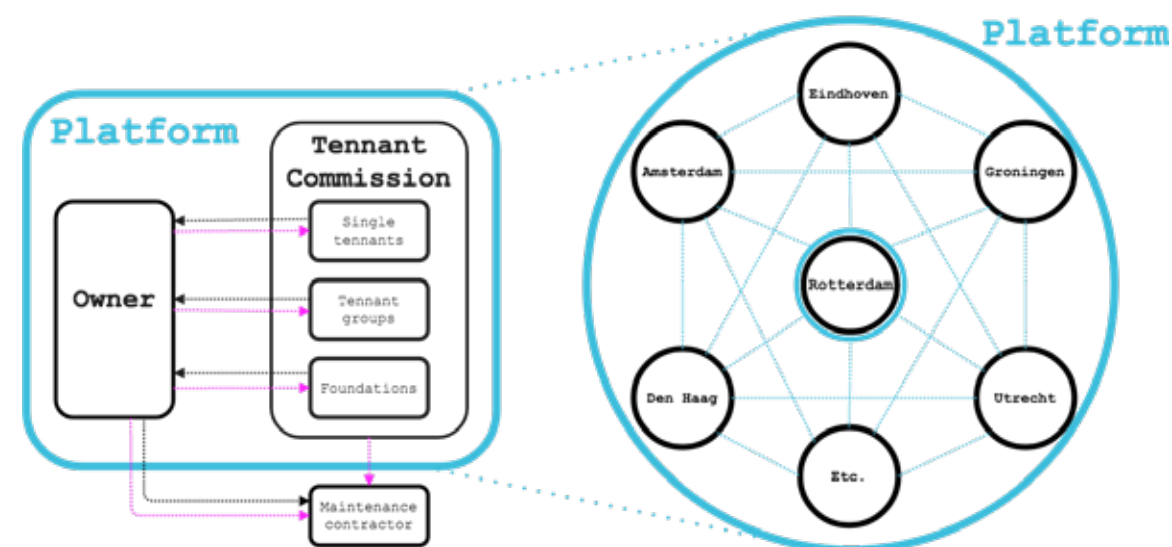 Platform
Tennant
Commission
Single
tennants
Owner
Tennant
groups
Foundations
Maintenance
contractor
Platform
Eindhoven
Amsterdam
Groningen
Rotterdam
Den Haag
Utrecht
Etc.